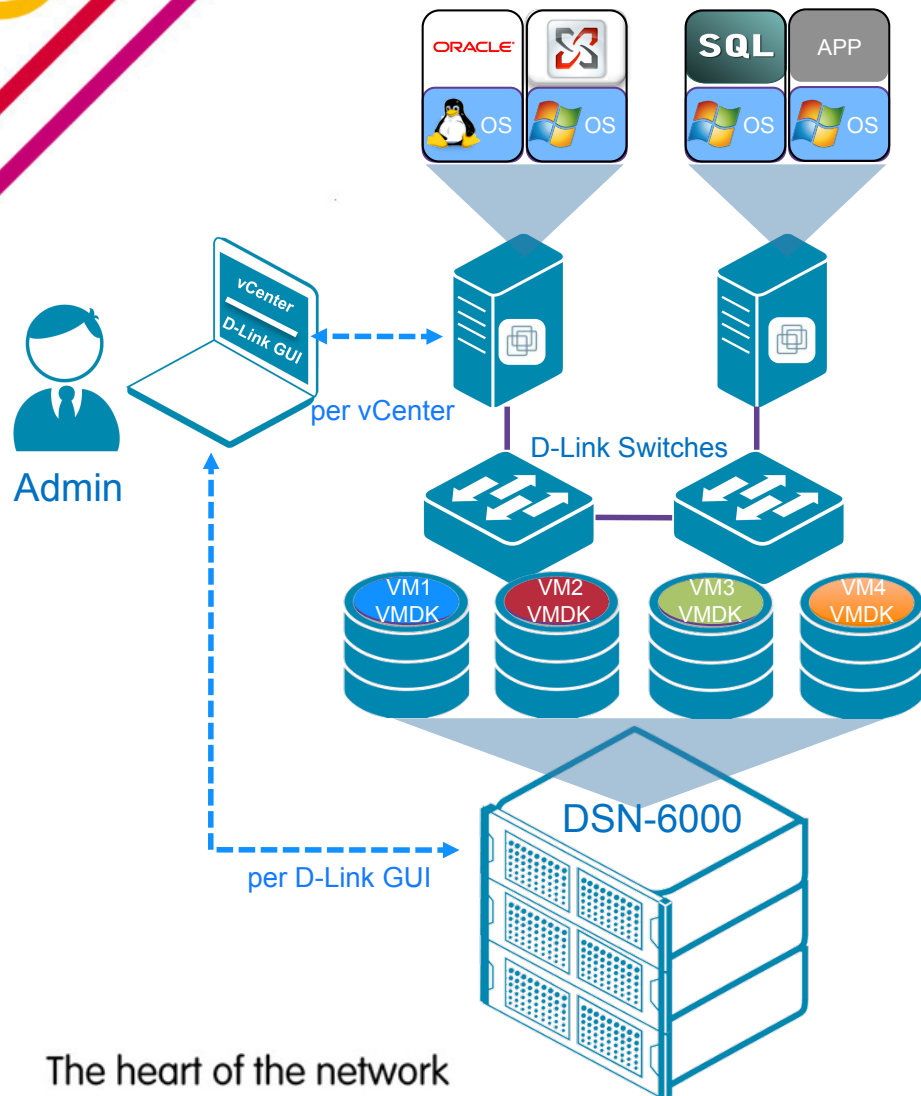 ORACLE
SQL
APP
OS
OS
OS
OS
vCenter
D-Link GUI
per vCenter
Admin
D-Link Switches
VM1
VMDK
VM2
VMDK
VM3
VMDK
VM4
VMDK
DSN-6000
per D-Link GUI
The heart of the network